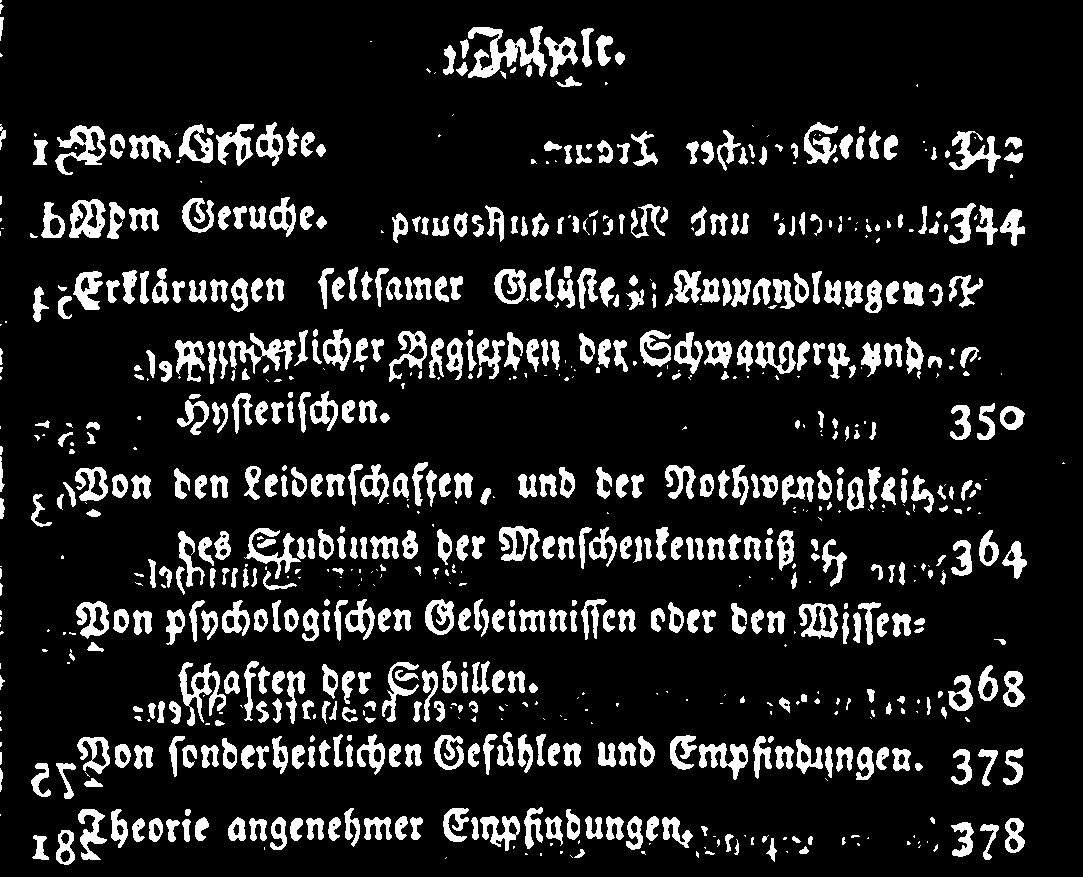 Inhalt.
Vom Gesichte. Seite 342
Vom Geruche. 344
Erklärungen seltsamer Gelüste, Anwandlungen
wunderlicher Begierden der Schwangern, und
Hysterischen. 350
Von den Leidenschaften, und der Nothwendigkeit
des Studiums der Menschenkenntniß 364
Von psychologischen Geheimnissen oder den Wissen-
schaften der Sybillen. 368
Von sonderheitlichen Gefühlen und Empfindungen. 375
Theorie angenehmer Empfindungen. 378